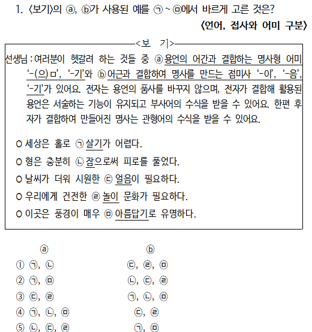 1. <보기>의 ⓐ, ⓑ가 사용된 예를 ㉠~㉤에서 바르게 고른 것은?
<언어, 접사와 어미 구분>
<보 기>
선생님 : 여러분이 헷갈려 하는 것들 중 ⓐ용언의 어간과 결합하는 명사형 어미
'-(으)ㅁ', '-기'와 ⓑ어근과 결합하여 명사를 만드는 접미사 '-이', '-음',
'-기'가 있어요. 전자는 용언의 품사를 바꾸지 않으며, 전자가 결합해 활용된
용언은 서술하는 기능이 유지되고 부사어의 수식을 받을 수 있어요. 한편 후
자가 결합하여 만들어진 명사는 관형어의 수식을 받을 수 있어요.
○ 세상은 홀로 ㉠살기가 어렵다.
○ 형은 충분히 ㉡잠으로써 피로를 풀었다.
○ 날씨가 더워 시원한 ㉢얼음이 필요하다.
○ 우리에게 건전한 ㉣놀이 문화가 필요하다.
○ 이곳은 풍경이 매우 ㉤아름답기로 유명하다.
ⓐ ⓑ
① ㉠, ㉡ ㉢, ㉣, ㉤
② ㉠, ㉤ ㉡, ㉢, ㉣
③ ㉢, ㉣ ㉠, ㉡, ㉤
④ ㉠, ㉡, ㉤ ㉢, ㉣
⑤ ㉡, ㉢, ㉣ ㉠, ㉤